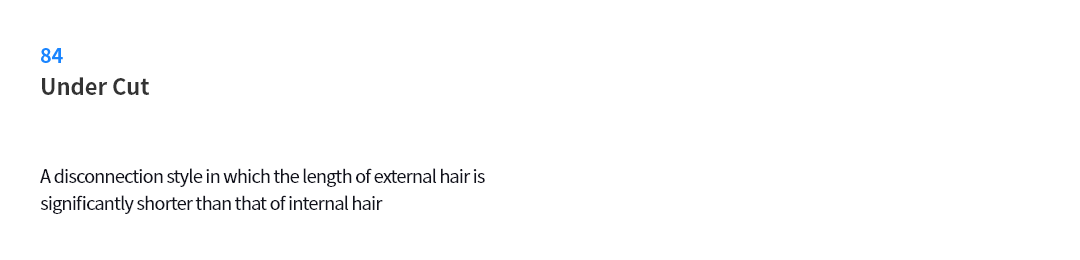 84
Under Cut
A disconnection style in which the length of external hair is
significantly shorter than that of internal hair